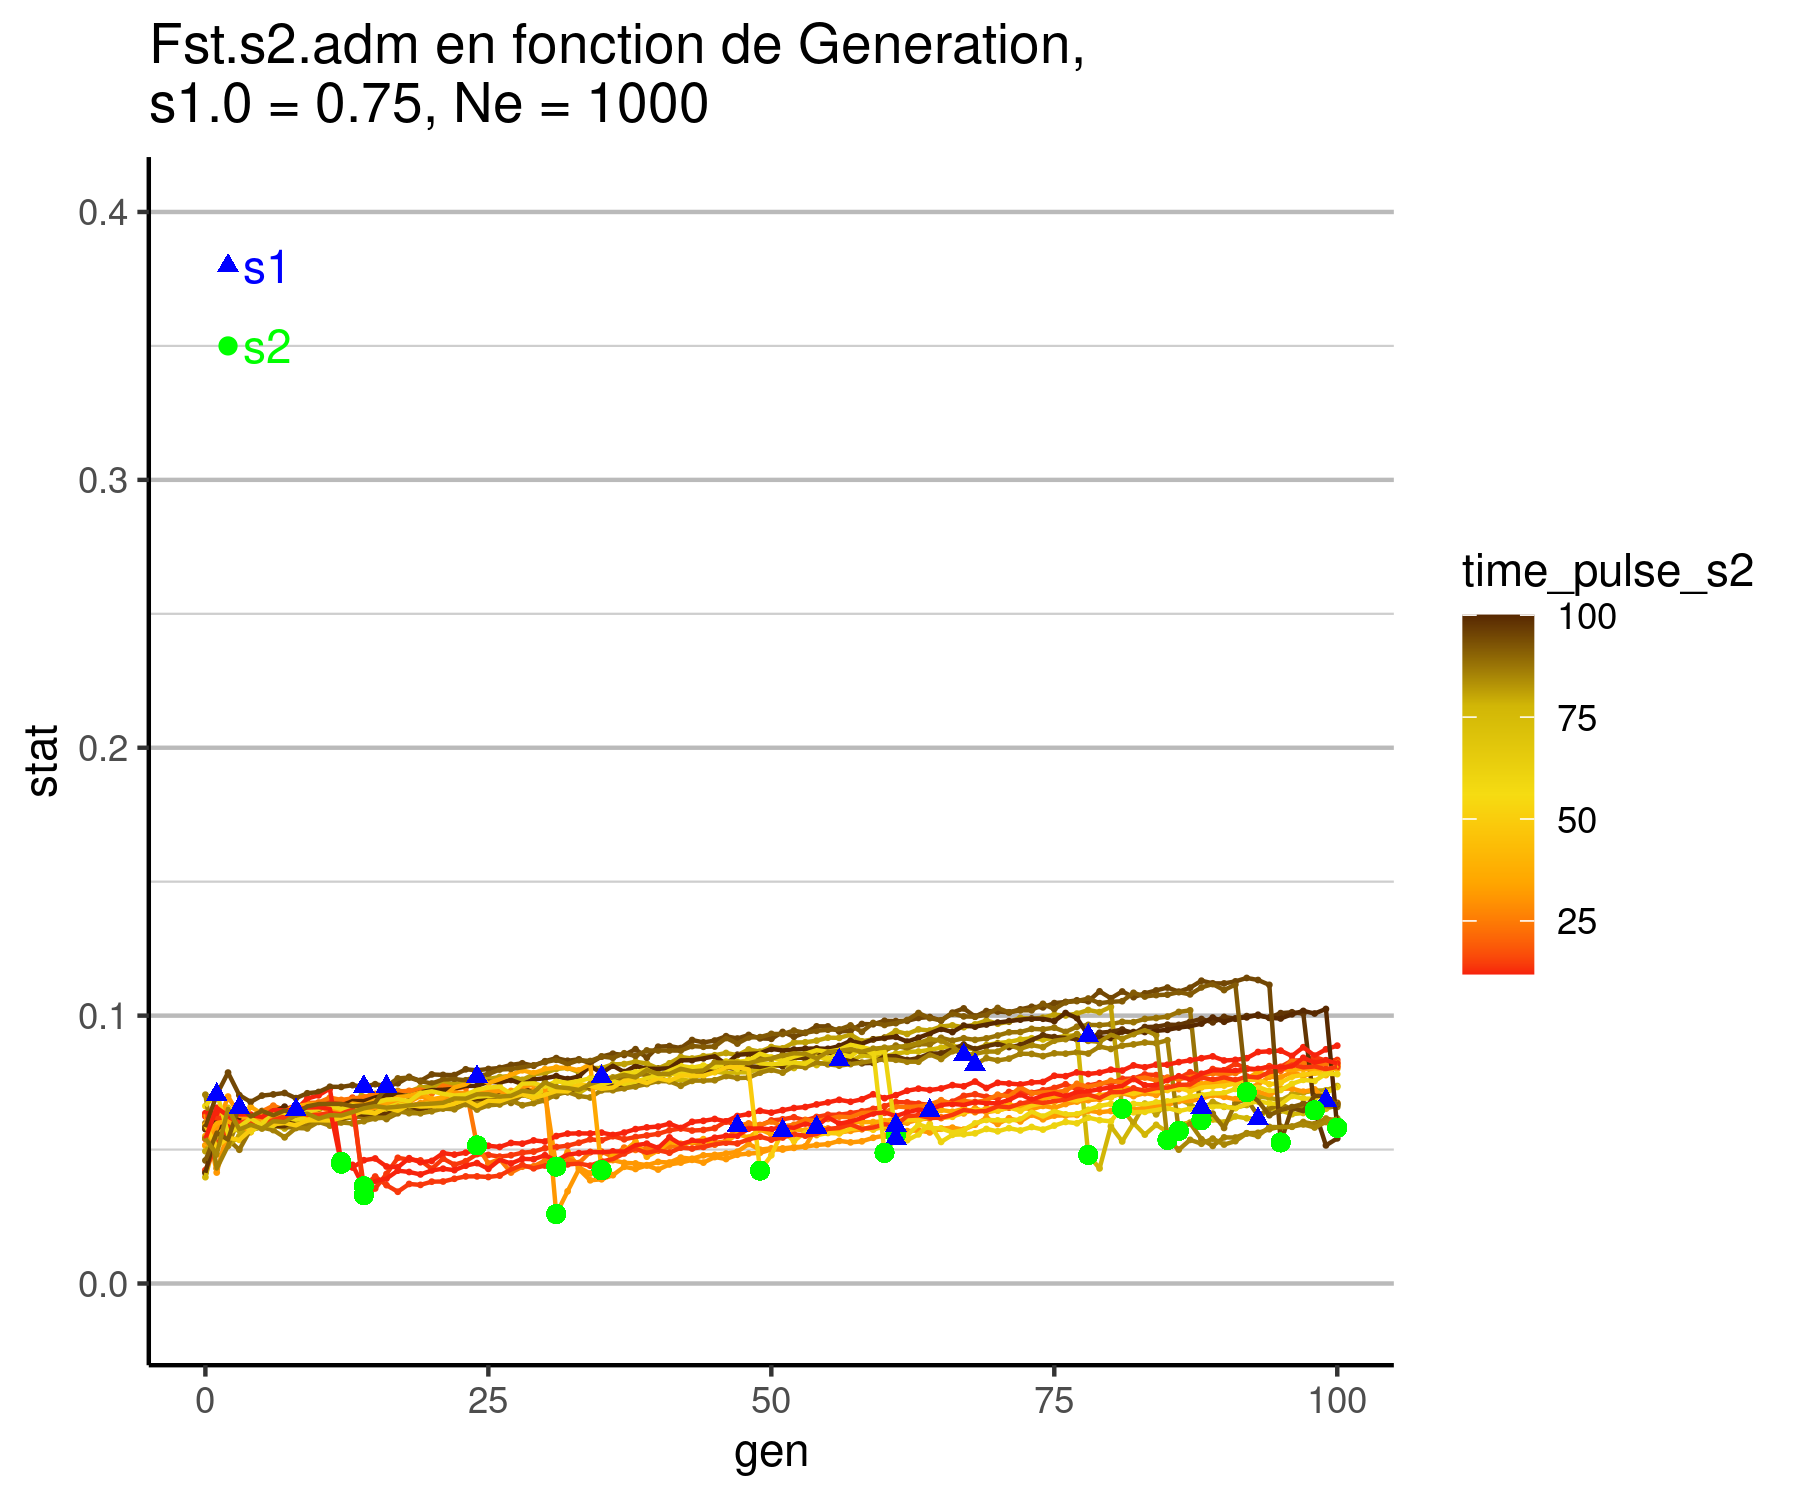 Fst.s2.adm en fonction de Generation,
s1.0 = 0.75, Ne = 1000
0.4
s1
s2
0.3
0.2
0.1
0.0
stat
0
25
50
75
100
gen
time_pulse_s2
100
75
50
25